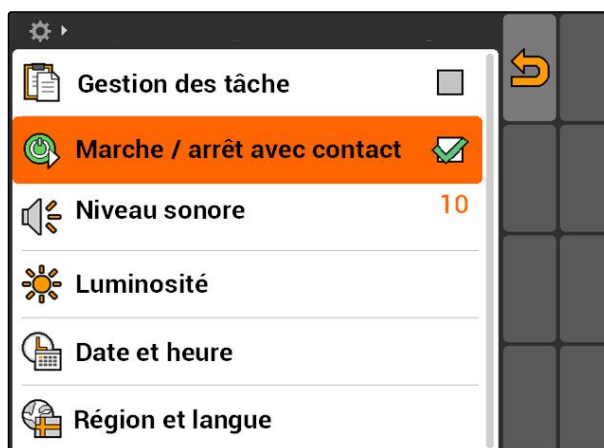 Gestion des tâche
Marche / arrêt avec contact
Niveau sonore
10
Luminosité
Date et heure
Région et langue